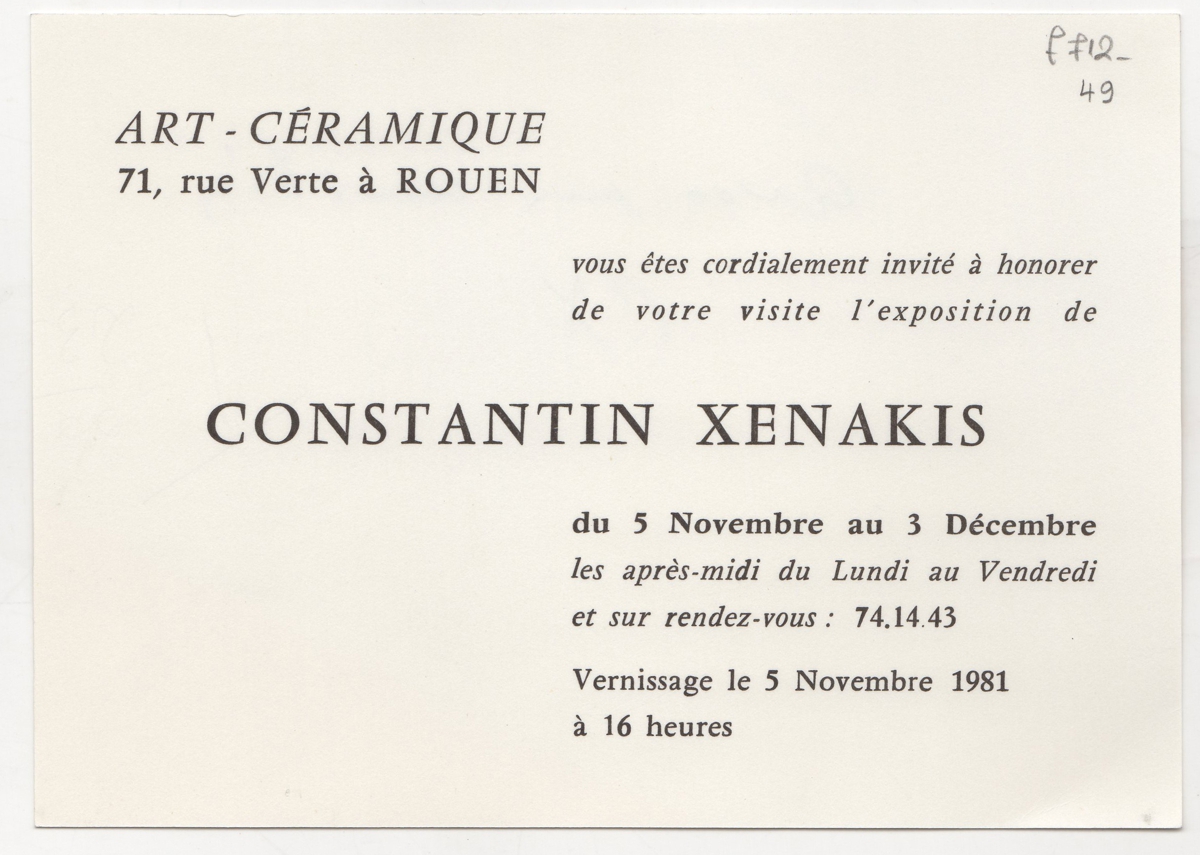 712-
49
ART - CÉRAMIQUE
71, rue Verte à ROUEN
vous êtes cordialement invité à honorer
de votre visite l'exposition de
CONSTANTIN XENAKIS
du 5 Novembre au 3 Décembre
les après-midi du Lundi au Vendredi
et sur rendez-vous : 74.14.43
Vernissage le 5 Novembre 1981
à 16 heures